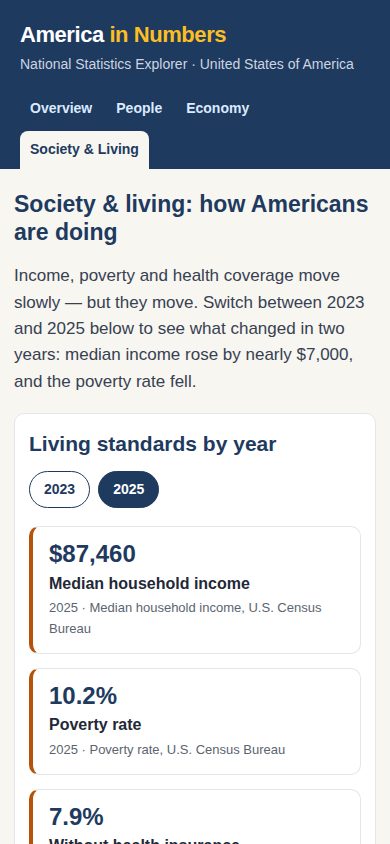 America in Numbers
National Statistics Explorer · United States of America
Overview People Economy
Society & Living
Society & living: how Americans
are doing
Income, poverty and health coverage move
slowly — but they move. Switch between 2023
and 2025 below to see what changed in two
years: median income rose by nearly $7,000,
and the poverty rate fell.
Living standards by year
2023 2025
$87,460
Median household income
2025 · Median household income, U.S. Census
Bureau
10.2%
Poverty rate
2025 · Poverty rate, U.S. Census Bureau
7.9%
Without health insurance